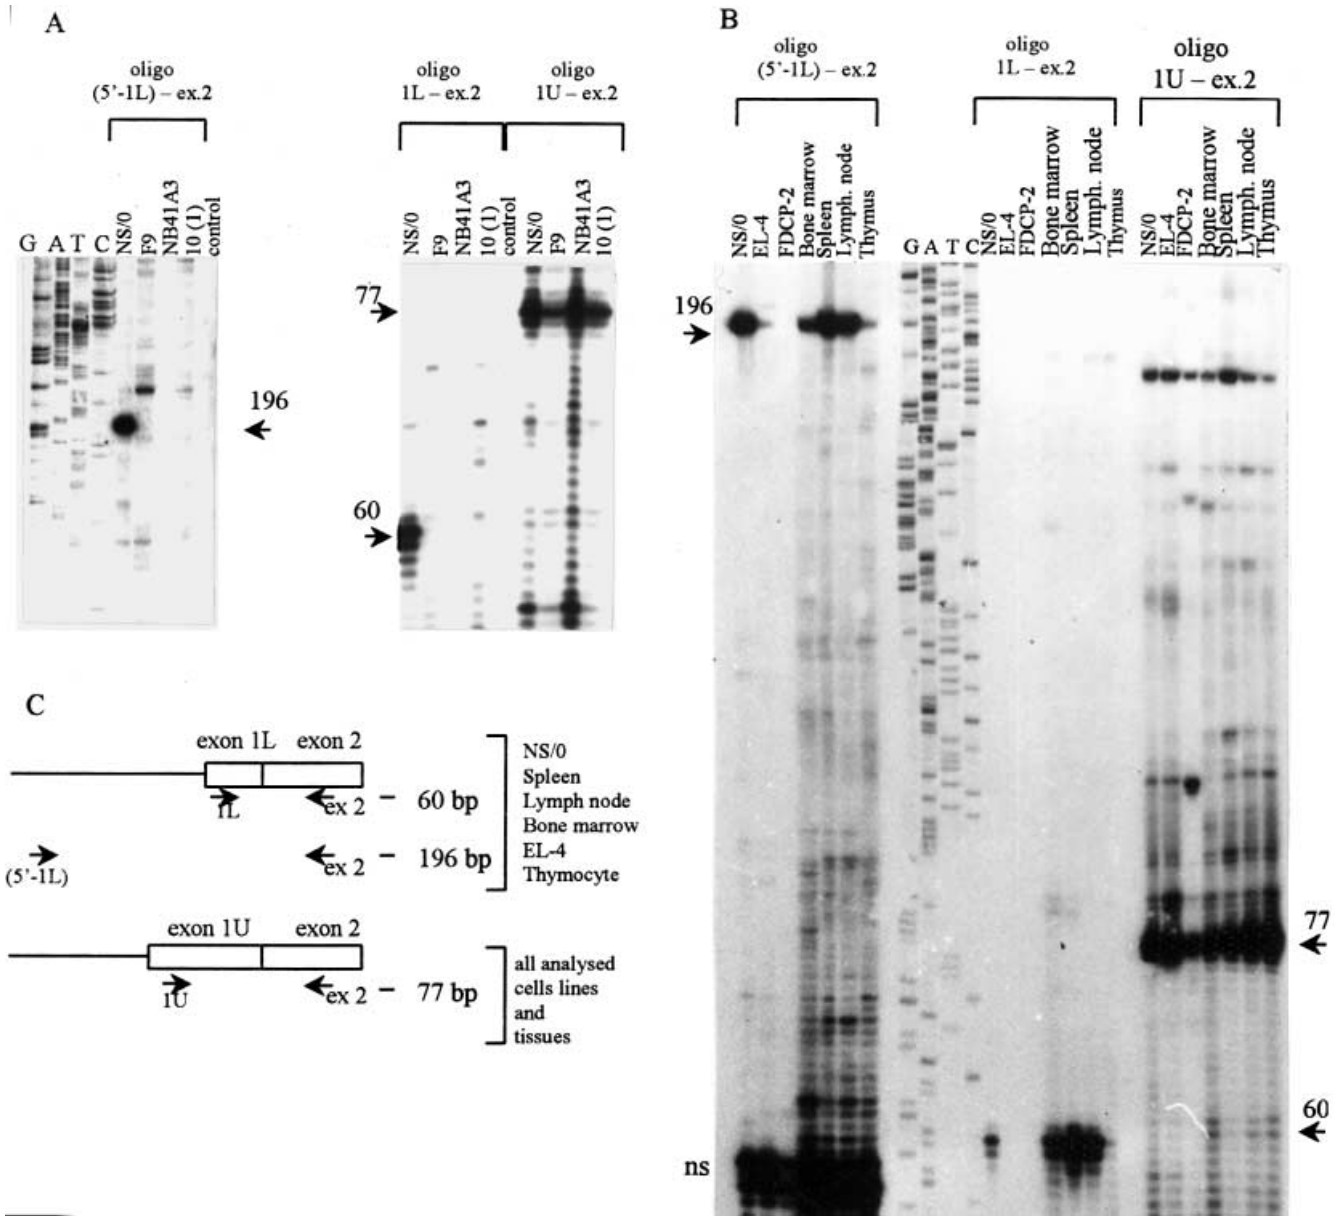 A
oligo
(5'-1L) – ex.2
oligo
1L – ex.2
oligo
1U – ex.2
G A T C
NS/0
F9
NB41A3
10 (1)
control
NS/0
F9
NB41A3
10 (1)
control
NS/0
F9
NB41A3
10 (1)
196
77
60
B
oligo
(5'-1L) – ex.2
oligo
1L – ex.2
oligo
1U – ex.2
NS/0
EL-4
FDCP-2
Bone marrow
Spleen
Lymph. node
Thymus
G A T C
NS/0
EL-4
FDCP-2
Bone marrow
Spleen
Lymph. node
Thymus
NS/0
EL-4
FDCP-2
Bone marrow
Spleen
Lymph. node
Thymus
196
77
60
ns
C
exon 1L exon 2
1L ex 2 – 60 bp
(5'-1L) ex 2 – 196 bp
NS/0
Spleen
Lymph node
Bone marrow
EL-4
Thymocyte
exon 1U exon 2
1U ex 2 – 77 bp
all analysed
cells lines
and
tissues